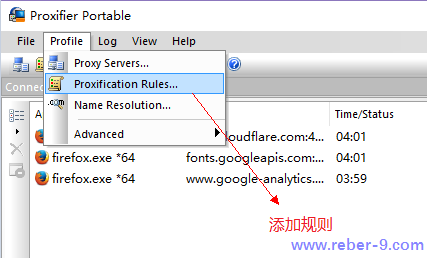 Proxifier Portable
File Profile Log View Help
Proxy Servers...
Connec
Proxification Rules...
Name Resolution...
Time/Status
Advanced
loudflare.com:4... 04:01
firefox.exe *64 fonts.googleapis.com:... 04:01
firefox.exe *64 www.google-analytics.... 03:59
添加规则
www.reber-9.com